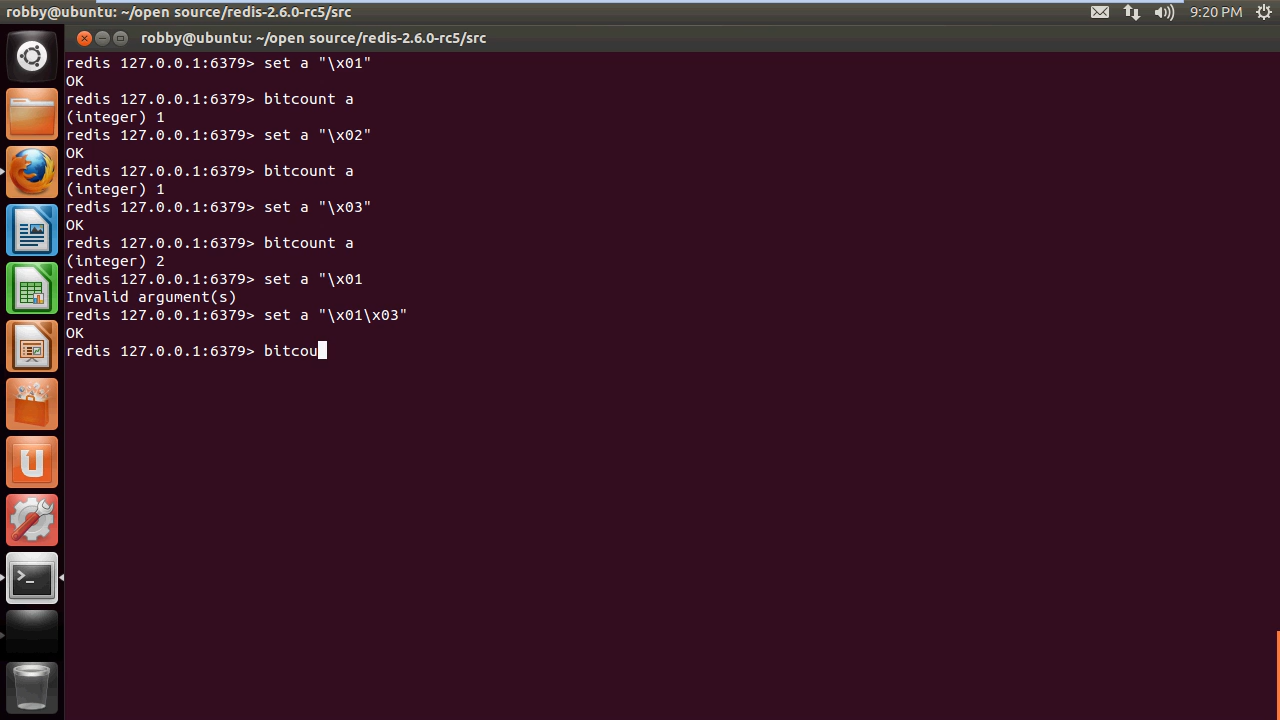 robby@ubuntu: ~/open source/redis-2.6.0-rc5/src
9:20 PM
robby@ubuntu: ~/open source/redis-2.6.0-rc5/src
redis 127.0.0.1:6379> set a "\x01"
OK
redis 127.0.0.1:6379> bitcount a
(integer) 1
redis 127.0.0.1:6379> set a "\x02"
OK
redis 127.0.0.1:6379> bitcount a
(integer) 1
redis 127.0.0.1:6379> set a "\x03"
OK
redis 127.0.0.1:6379> bitcount a
(integer) 2
redis 127.0.0.1:6379> set a "\x01
Invalid argument(s)
redis 127.0.0.1:6379> set a "\x01\x03"
OK
redis 127.0.0.1:6379> bitcou